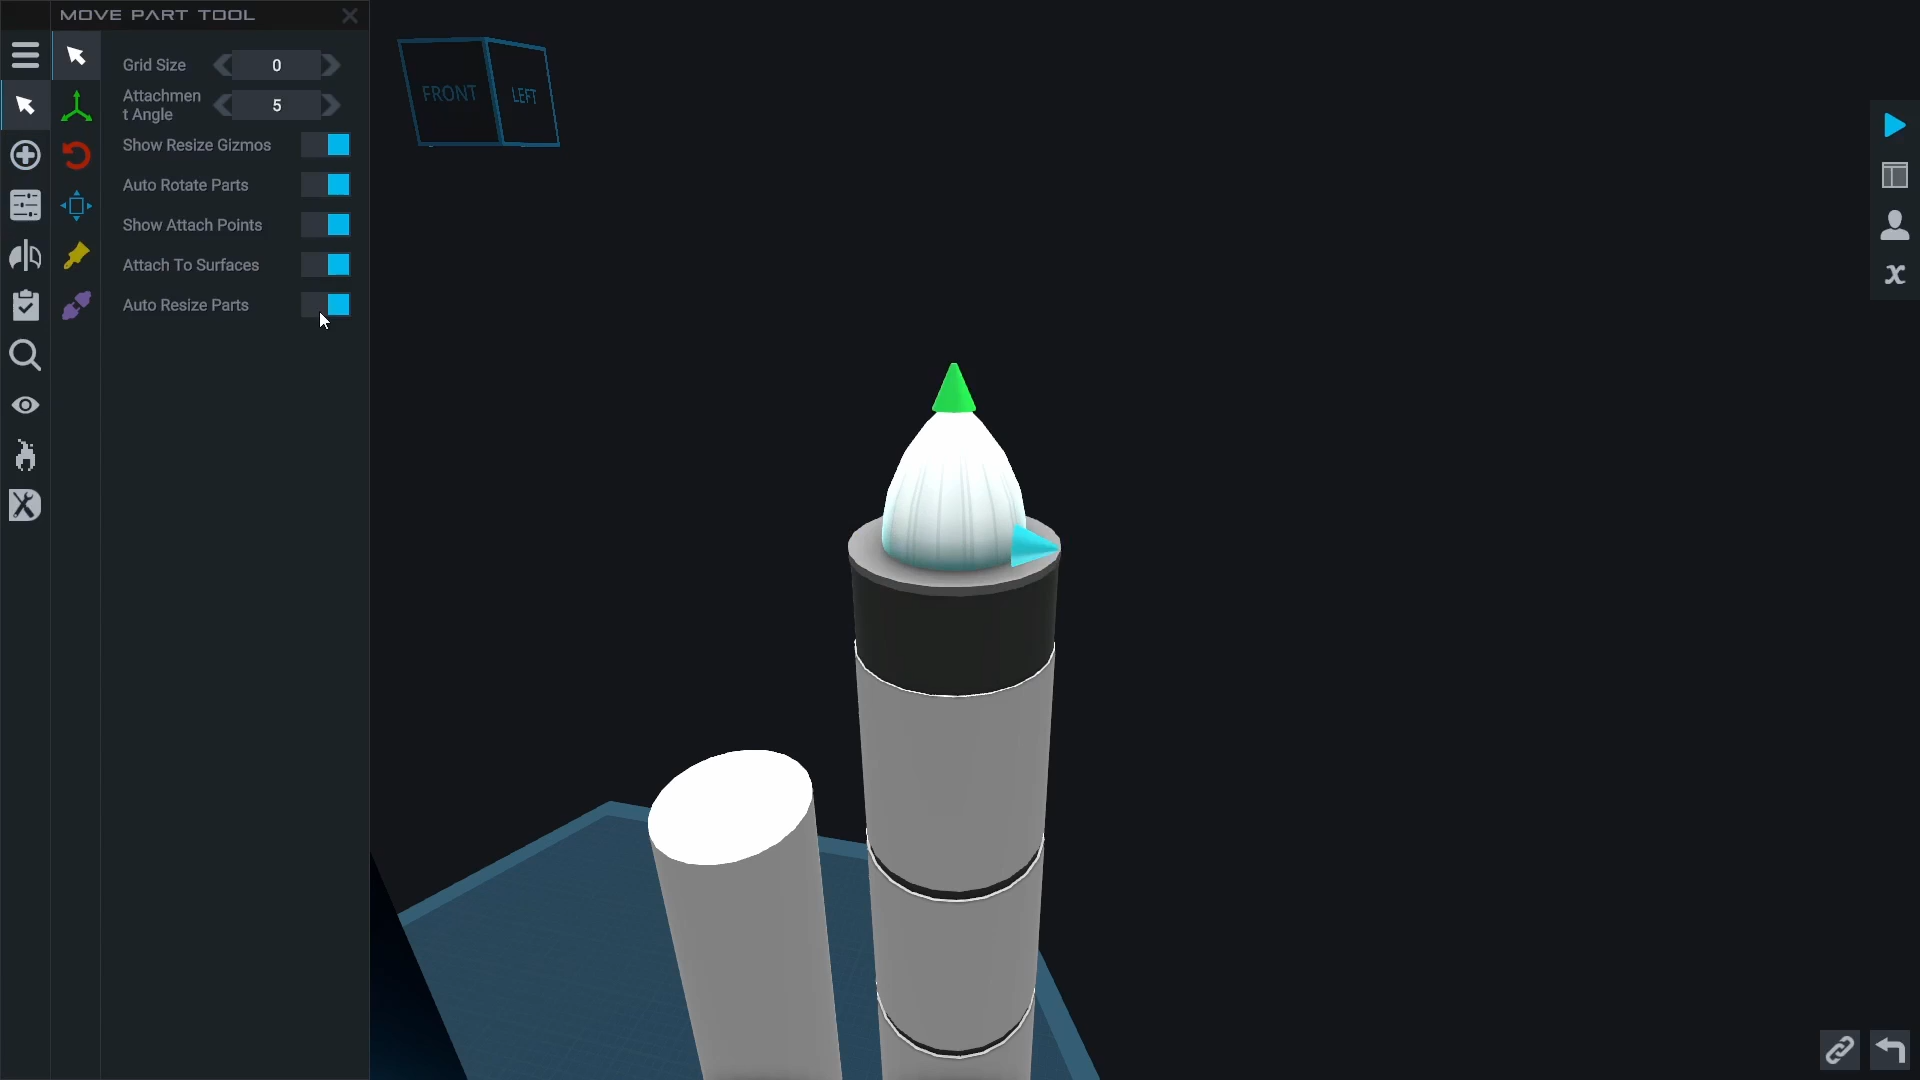 MOVE PART TOOL
Grid Size
0
Attachmen
t Angle
5
Show Resize Gizmos
Auto Rotate Parts
Show Attach Points
Attach To Surfaces
Auto Resize Parts
FRONT
LEFT